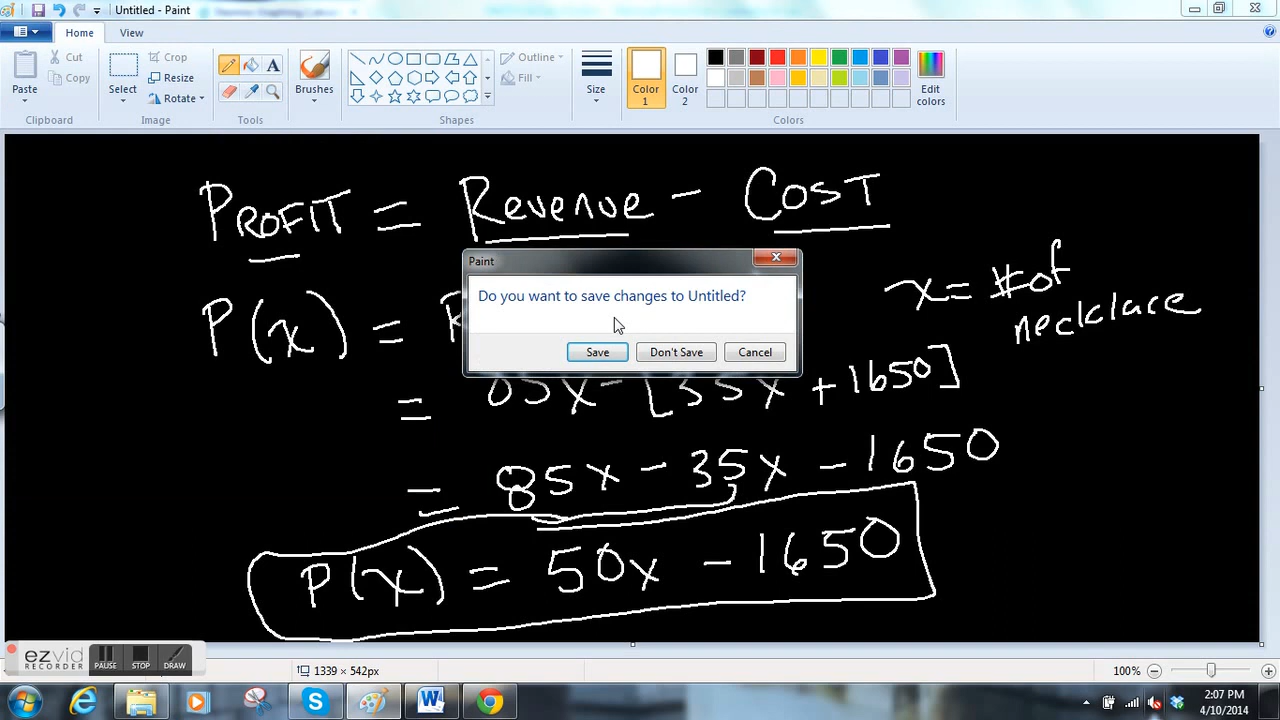 Untitled - Paint
Home View
Paste
Cut
Copy
Clipboard
Select
Crop
Resize
Rotate
Image
Tools
Brushes
Shapes
Outline
Fill
Size
Color 1
Color 2
Edit colors
Colors
PROFIT = Revenue - COST
P(x) =
x = # of necklace
Paint
Do you want to save changes to Untitled?
Save Don't Save Cancel
= 85x - [35x + 1650]
= 85x - 35x - 1650
P(x) = 50x - 1650
ezvid
RECORDER
PAUSE STOP DRAW
1339 × 542px
100%
2:07 PM
4/10/2014